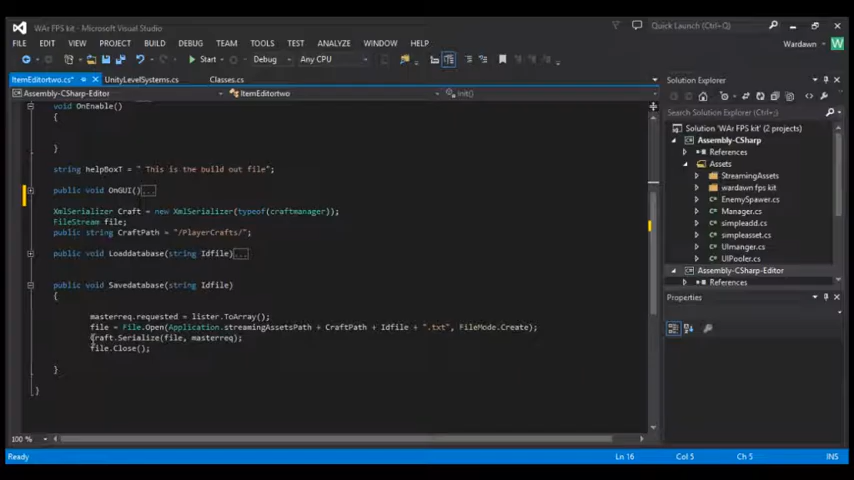 WAr FPS kit - Microsoft Visual Studio
Quick Launch (Ctrl+Q)
FILE EDIT VIEW PROJECT BUILD DEBUG TEAM TOOLS TEST ANALYZE WINDOW HELP
Wardawn W
Start Debug Any CPU
ItemEditortwo.cs* UnityLevelSystems.cs Classes.cs
Assembly-CSharp-Editor ItemEditortwo Init()
void OnEnable()
{
}
string helpBoxT = " This is the build out file";
public void OnGUI()...
XmlSerializer Craft = new XmlSerializer(typeof(craftmanager));
FileStream file;
public string CraftPath = "/PlayerCrafts/";
public void Loaddatabase(string Idfile)...
public void Savedatabase(string Idfile)
{
masterreq.requested = lister.ToArray();
file = File.Open(Application.streamingAssetsPath + CraftPath + Idfile + ".txt", FileMode.Create);
Craft.Serialize(file, masterreq);
file.Close();
}
}
100 %
Solution Explorer
Search Solution Explorer (Ctrl+;)
Solution 'WAr FPS kit' (2 projects)
Assembly-CSharp
References
Assets
StreamingAssets
wardawn fps kit
EnemySpawer.cs
Manager.cs
simpleadd.cs
simpleasset.cs
UImanger.cs
UIPooler.cs
Assembly-CSharp-Editor
References
Properties
Ready Ln 16 Col 5 Ch 5 INS